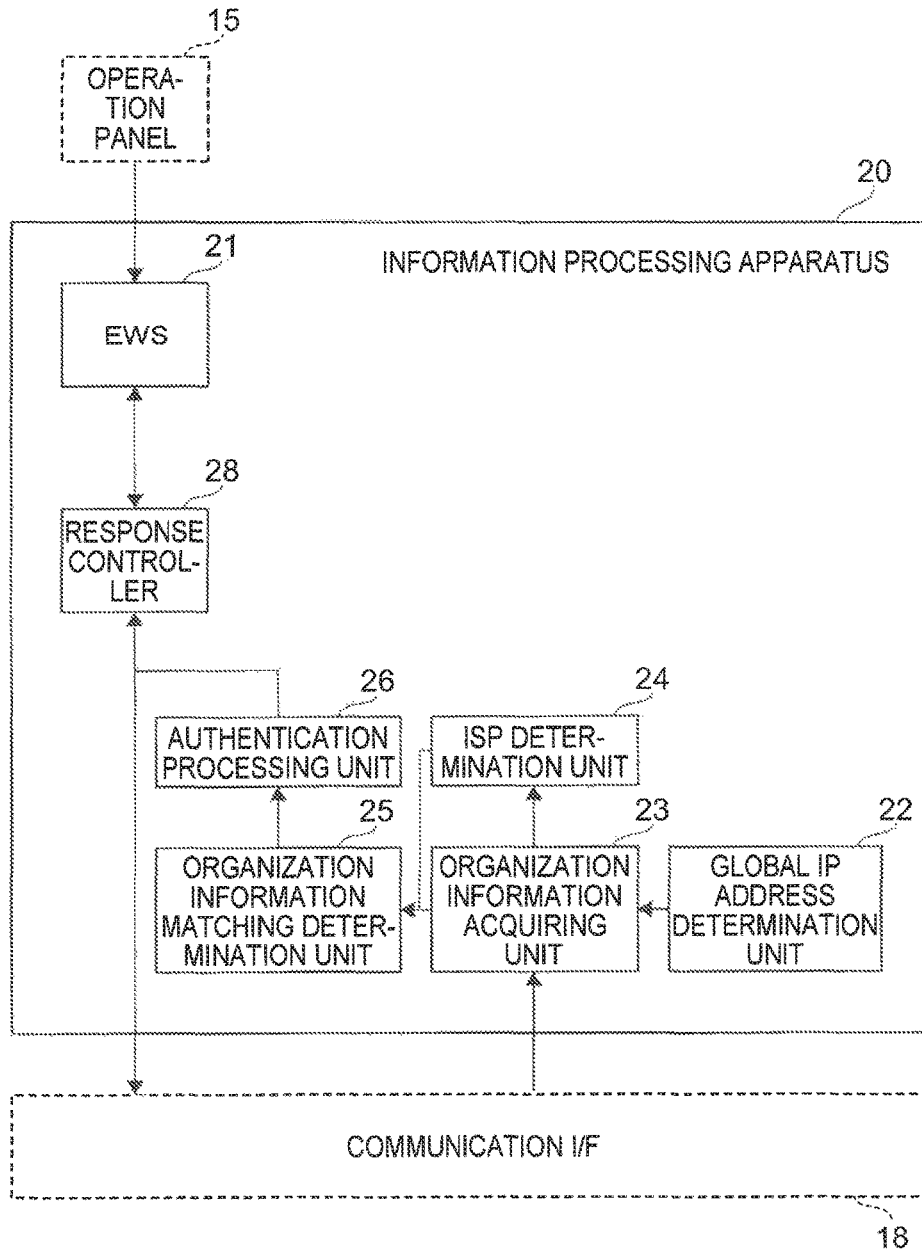 15
OPERA-
TION
PANEL
20
21
INFORMATION PROCESSING APPARATUS
EWS
28
RESPONSE
CONTROL-
LER
26
24
AUTHENTICATION
PROCESSING UNIT
ISP DETER-
MINATION UNIT
25
23
22
ORGANIZATION
INFORMATION
MATCHING DETER-
MINATION UNIT
ORGANIZATION
INFORMATION
ACQUIRING
UNIT
GLOBAL IP
ADDRESS
DETERMINATION
UNIT
COMMUNICATION I/F
18